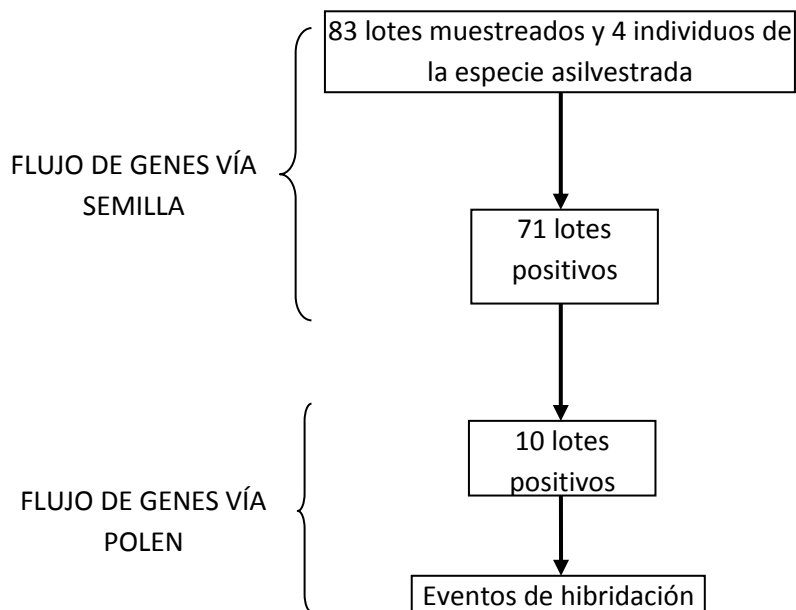 83 lotes muestreados y 4 individuos de
la especie asilvestrada
FLUJO DE GENES VÍA
SEMILLA
71 lotes
positivos
10 lotes
positivos
FLUJO DE GENES VÍA
POLEN
Eventos de hibridación